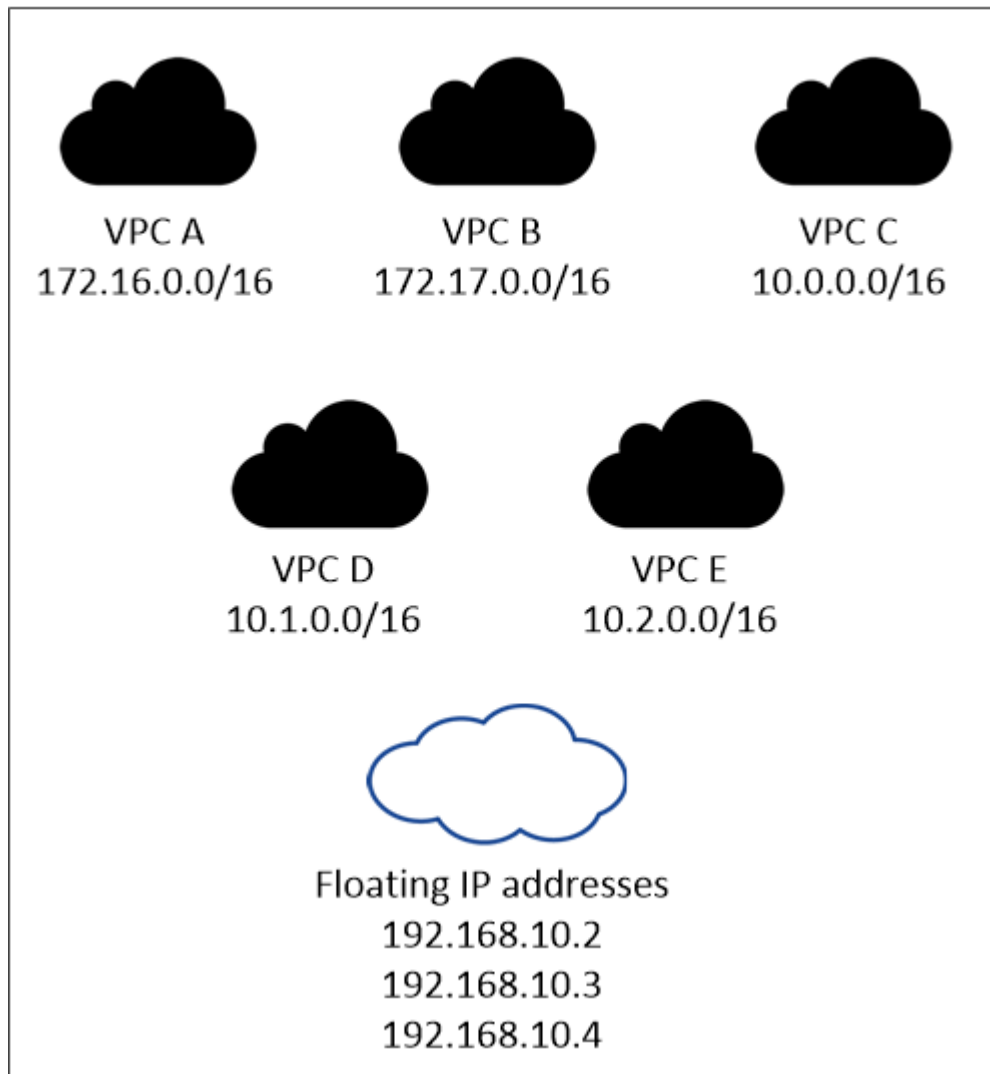 VPC A
172.16.0.0/16
VPC B
172.17.0.0/16
VPC C
10.0.0.0/16
VPC D
10.1.0.0/16
VPC E
10.2.0.0/16
Floating IP addresses
192.168.10.2
192.168.10.3
192.168.10.4